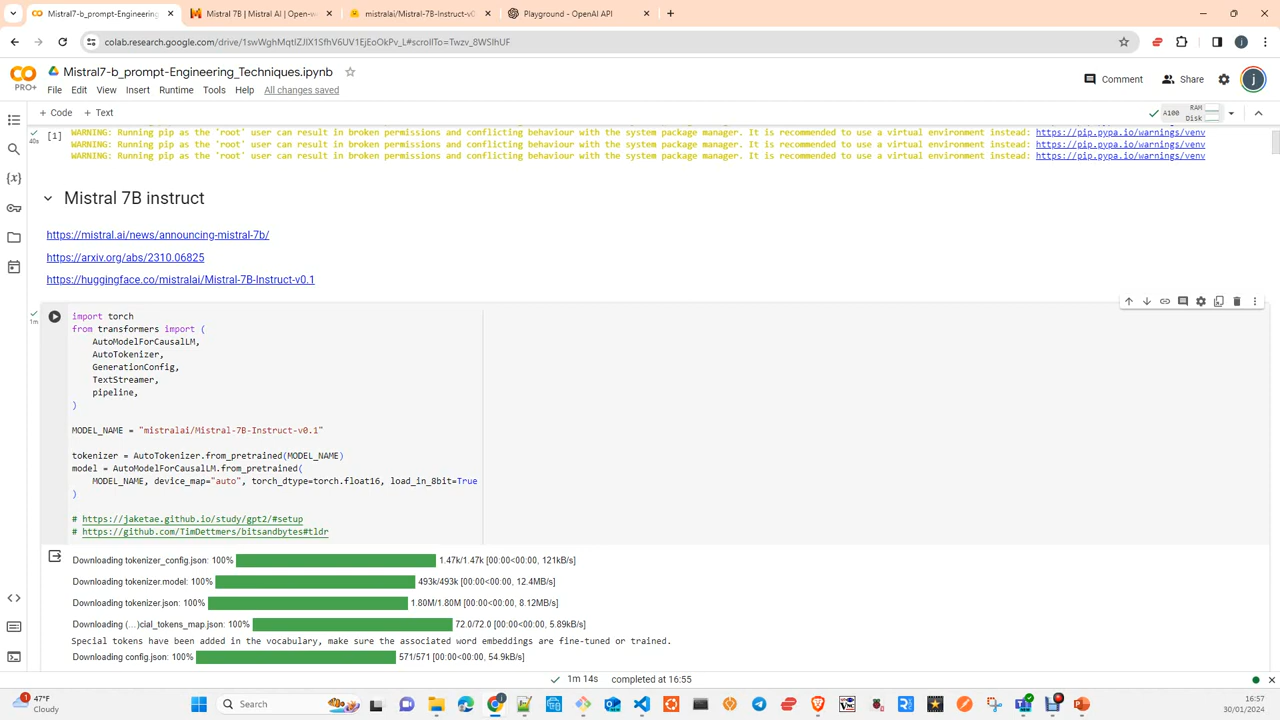 Mistral7-b_prompt-Engineering_
Mistral 7B | Mistral AI | Open-w
mistralai/Mistral-7B-Instruct-v0
Playground - OpenAI API
colab.research.google.com/drive/1swWghMqtIZJlX1SfhV6UV1EjEoOkPv_L#scrollTo=Twzv_8WSIhUF
CO
PRO+
Mistral7-b_prompt-Engineering_Techniques.ipynb
Comment
Share
j
File Edit View Insert Runtime Tools Help All changes saved
+ Code + Text
A100
RAM
Disk
[1]
40s
WARNING: Running pip as the 'root' user can result in broken permissions and conflicting behaviour with the system package manager. It is recommended to use a virtual environment instead: https://pip.pypa.io/warnings/venv
WARNING: Running pip as the 'root' user can result in broken permissions and conflicting behaviour with the system package manager. It is recommended to use a virtual environment instead: https://pip.pypa.io/warnings/venv
WARNING: Running pip as the 'root' user can result in broken permissions and conflicting behaviour with the system package manager. It is recommended to use a virtual environment instead: https://pip.pypa.io/warnings/venv
Mistral 7B instruct
https://mistral.ai/news/announcing-mistral-7b/
https://arxiv.org/abs/2310.06825
https://huggingface.co/mistralai/Mistral-7B-Instruct-v0.1
1m
import torch
from transformers import (
AutoModelForCausalLM,
AutoTokenizer,
GenerationConfig,
TextStreamer,
pipeline,
)
MODEL_NAME = "mistralai/Mistral-7B-Instruct-v0.1"
tokenizer = AutoTokenizer.from_pretrained(MODEL_NAME)
model = AutoModelForCausalLM.from_pretrained(
MODEL_NAME, device_map="auto", torch_dtype=torch.float16, load_in_8bit=True
)
# https://jaketae.github.io/study/gpt2/#setup
# https://github.com/TimDettmers/bitsandbytes#tldr
Downloading tokenizer_config.json: 100% 1.47k/1.47k [00:00<00:00, 121kB/s]
Downloading tokenizer.model: 100% 493k/493k [00:00<00:00, 12.4MB/s]
Downloading tokenizer.json: 100% 1.80M/1.80M [00:00<00:00, 8.12MB/s]
Downloading (…)cial_tokens_map.json: 100% 72.0/72.0 [00:00<00:00, 5.89kB/s]
Special tokens have been added in the vocabulary, make sure the associated word embeddings are fine-tuned or trained.
Downloading config.json: 100% 571/571 [00:00<00:00, 54.9kB/s]
1m 14s completed at 16:55
47°F
Cloudy
Search
16:57
30/01/2024